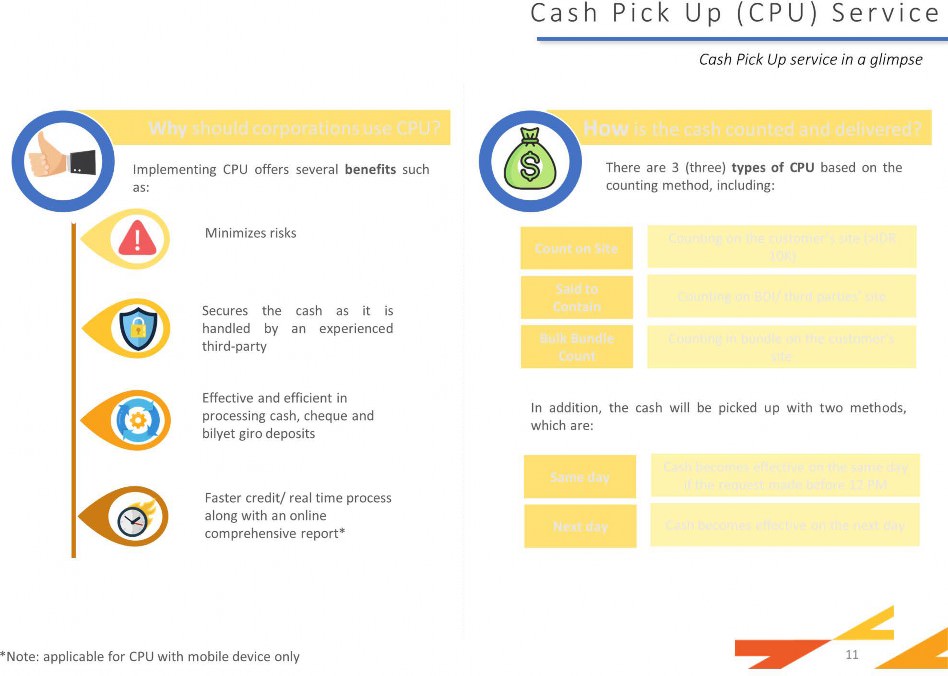 Cash Pick Up (CPU) Service
Cash Pick Up service in a glimpse
Why should corporations use CPU?
Implementing CPU offers several benefits such
as:
Minimizes risks
Secures the cash as it is
handled by an experienced
third-party
Effective and efficient in
processing cash, cheque and
bilyet giro deposits
Faster credit/ real time process
along with an online
comprehensive report*
How is the cash counted and delivered?
There are 3 (three) types of CPU based on the
counting method, including:
Count on Site
Counting on the customer's site (>IDR
10K)
Said to
Contain
Counting on BDI/ third parties' site
Bulk Bundle
Count
Counting in bundle on the customer's
site
In addition, the cash will be picked up with two methods,
which are:
Same day
Cash becomes effective on the same day
if the request made before 12 PM
Next day
Cash becomes effective on the next day
*Note: applicable for CPU with mobile device only
11